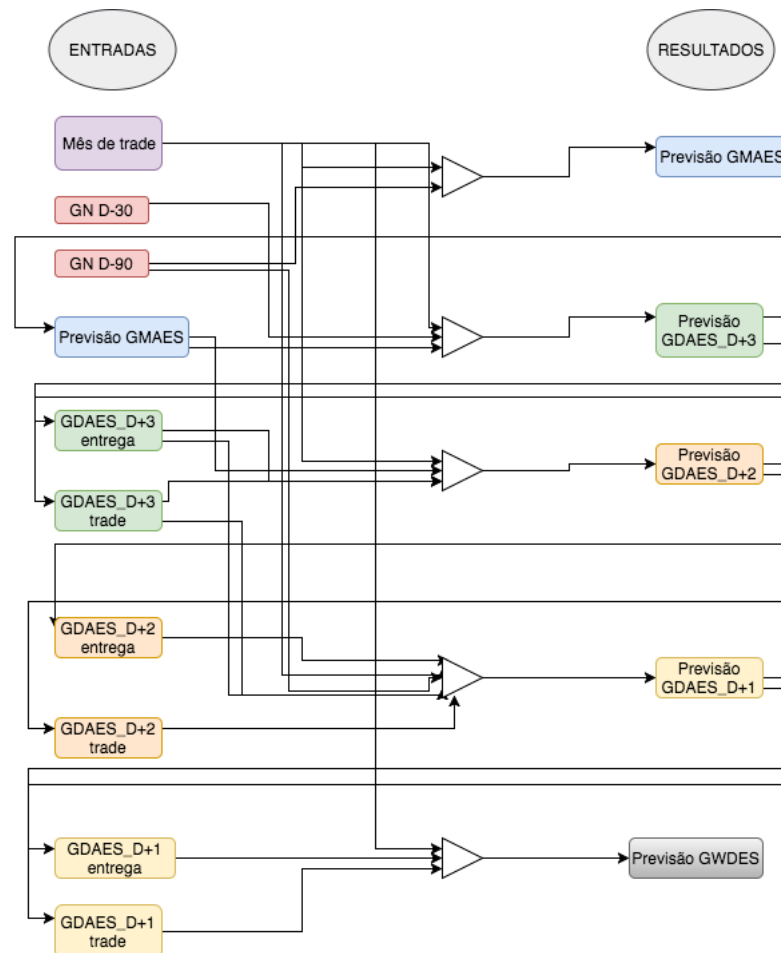 ENTRADAS
RESULTADOS
Mês de trade
Previsão GMAES
GN D-30
GN D-90
Previsão GMAES
Previsão
GDAES_D+3
GDAES_D+3
entrega
Previsão
GDAES_D+2
GDAES_D+3
trade
GDAES_D+2
entrega
Previsão
GDAES_D+1
GDAES_D+2
trade
GDAES_D+1
entrega
Previsão GWDES
GDAES_D+1
trade